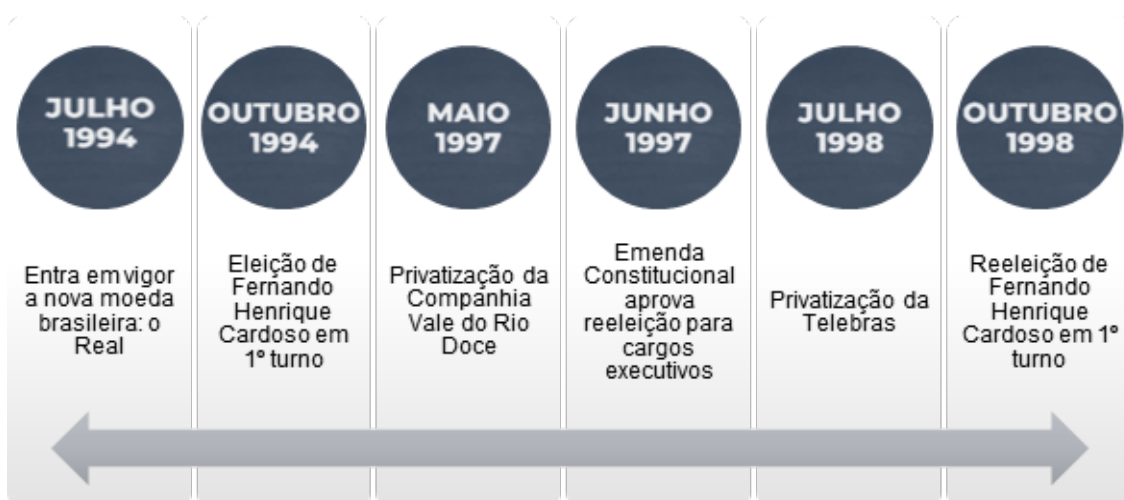 JULHO
1994
Entra em vigor
a nova moeda
brasileira: o
Real
OUTUBRO
1994
Eleição de
Fernando
Henrique
Cardoso em
1º turno
MAIO
1997
Privatização da
Companhia
Vale do Rio
Doce
JUNHO
1997
Emenda
Constitucional
aprova
reeleição para
cargos
executivos
JULHO
1998
Privatização da
Telebras
OUTUBRO
1998
Reeleição de
Fernando
Henrique
Cardoso em 1º
turno